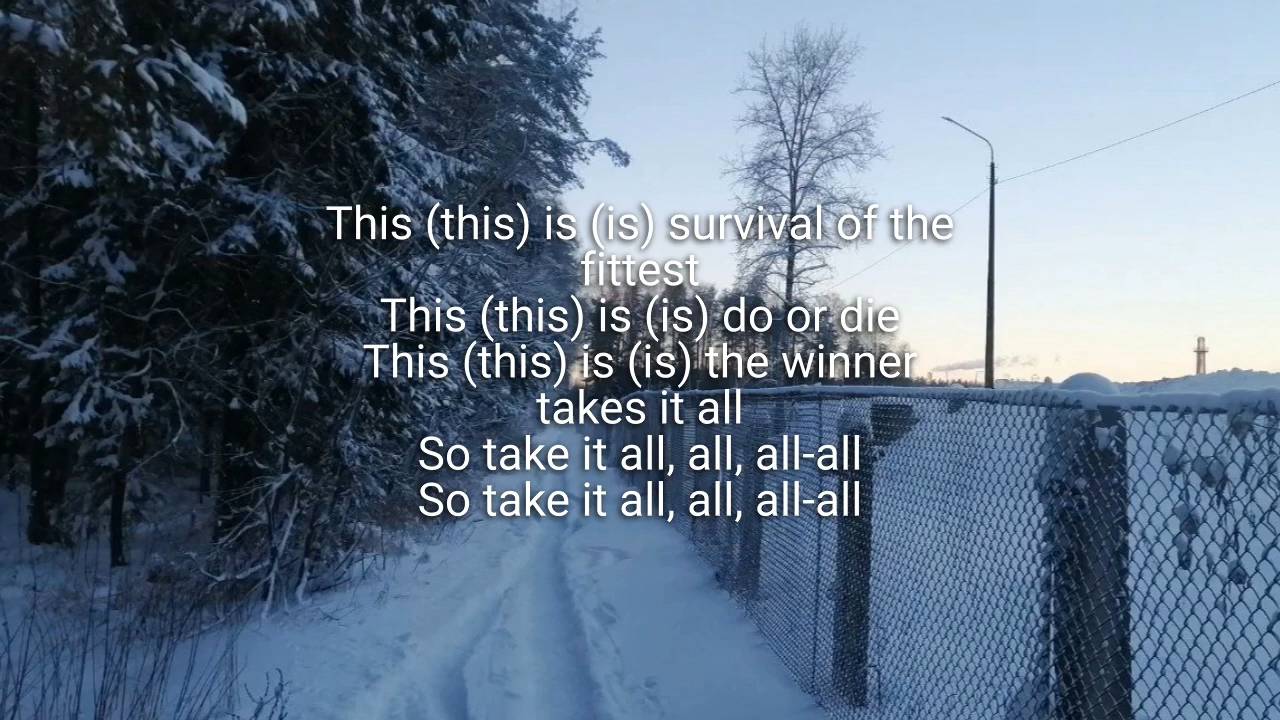 This (this) is (is) survival of the
fittest
This (this) is (is) do or die
This (this) is (is) the winner
takes it all
So take it all, all, all-all
So take it all, all, all-all